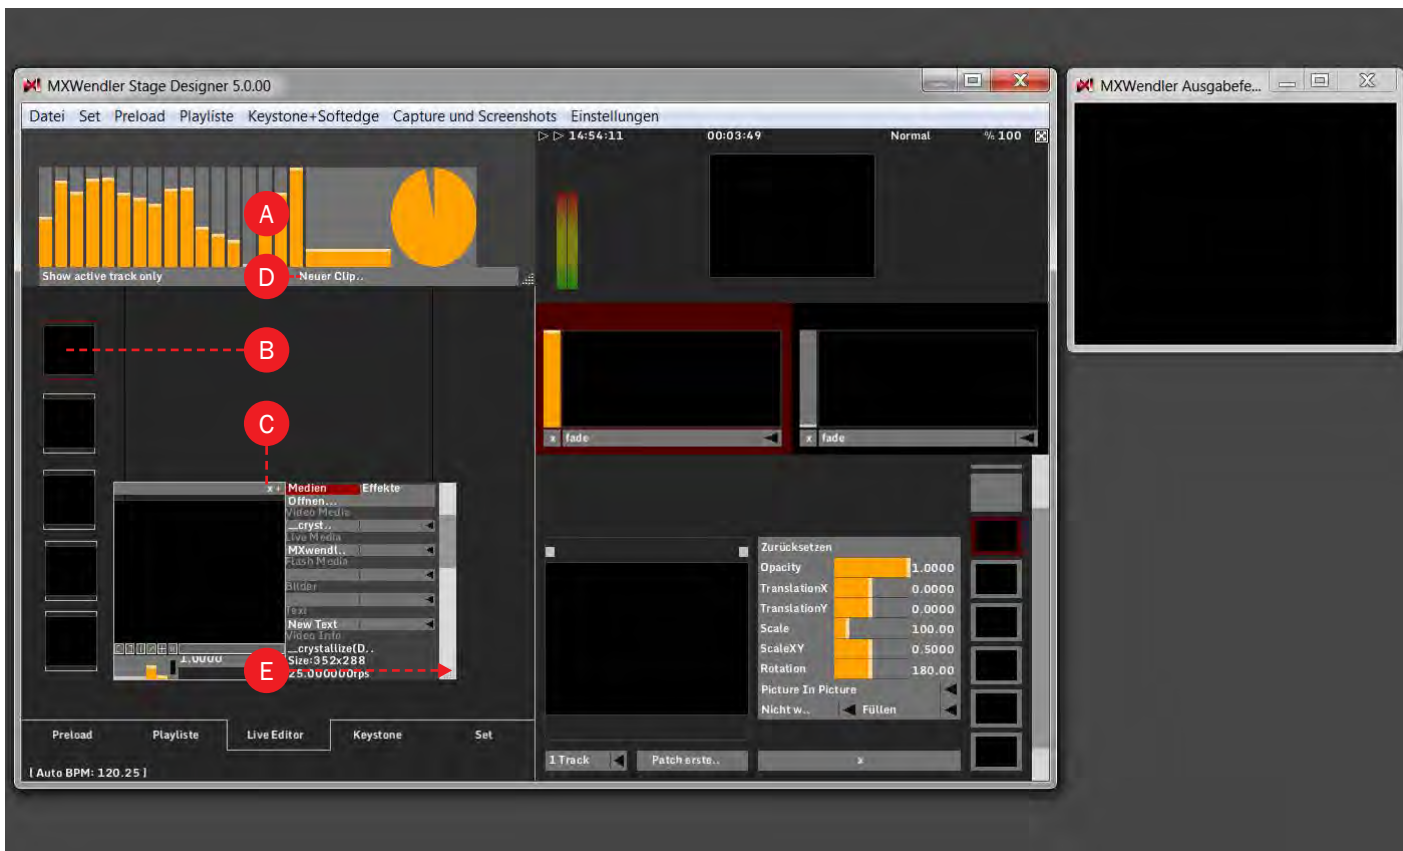 MXWendler Stage Designer 5.0.00
MXWendler Ausgabefe...
Datei Set Preload Playliste Keystone+Softedge Capture und Screenshots Einstellungen
14:54:11 00:03:49 Normal % 100
A
Show active track only
D
Neuer Clip..
B
C
x fade
x fade
x + Medien Effekte
Öffnen...
Video Media
__cryst..
Live Media
MXwendl..
Flash Media
Bilder
Text
New Text
Video Info
__crystallize(D..
1.0000
Size:352x288
E
25.000000fps
Zurücksetzen
Opacity 1.0000
TranslationX 0.0000
TranslationY 0.0000
Scale 100.00
ScaleXY 0.5000
Rotation 180.00
Picture In Picture
Nicht w.. Füllen
1 Track Patch erste.. x
Preload Playliste Live Editor Keystone Set
[ Auto BPM: 120.25 ]